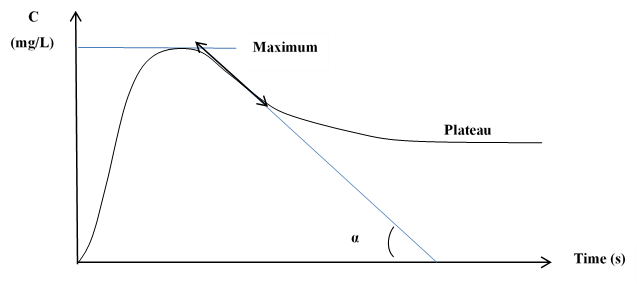 C
(mg/L)
Maximum
Plateau
α
Time (s)